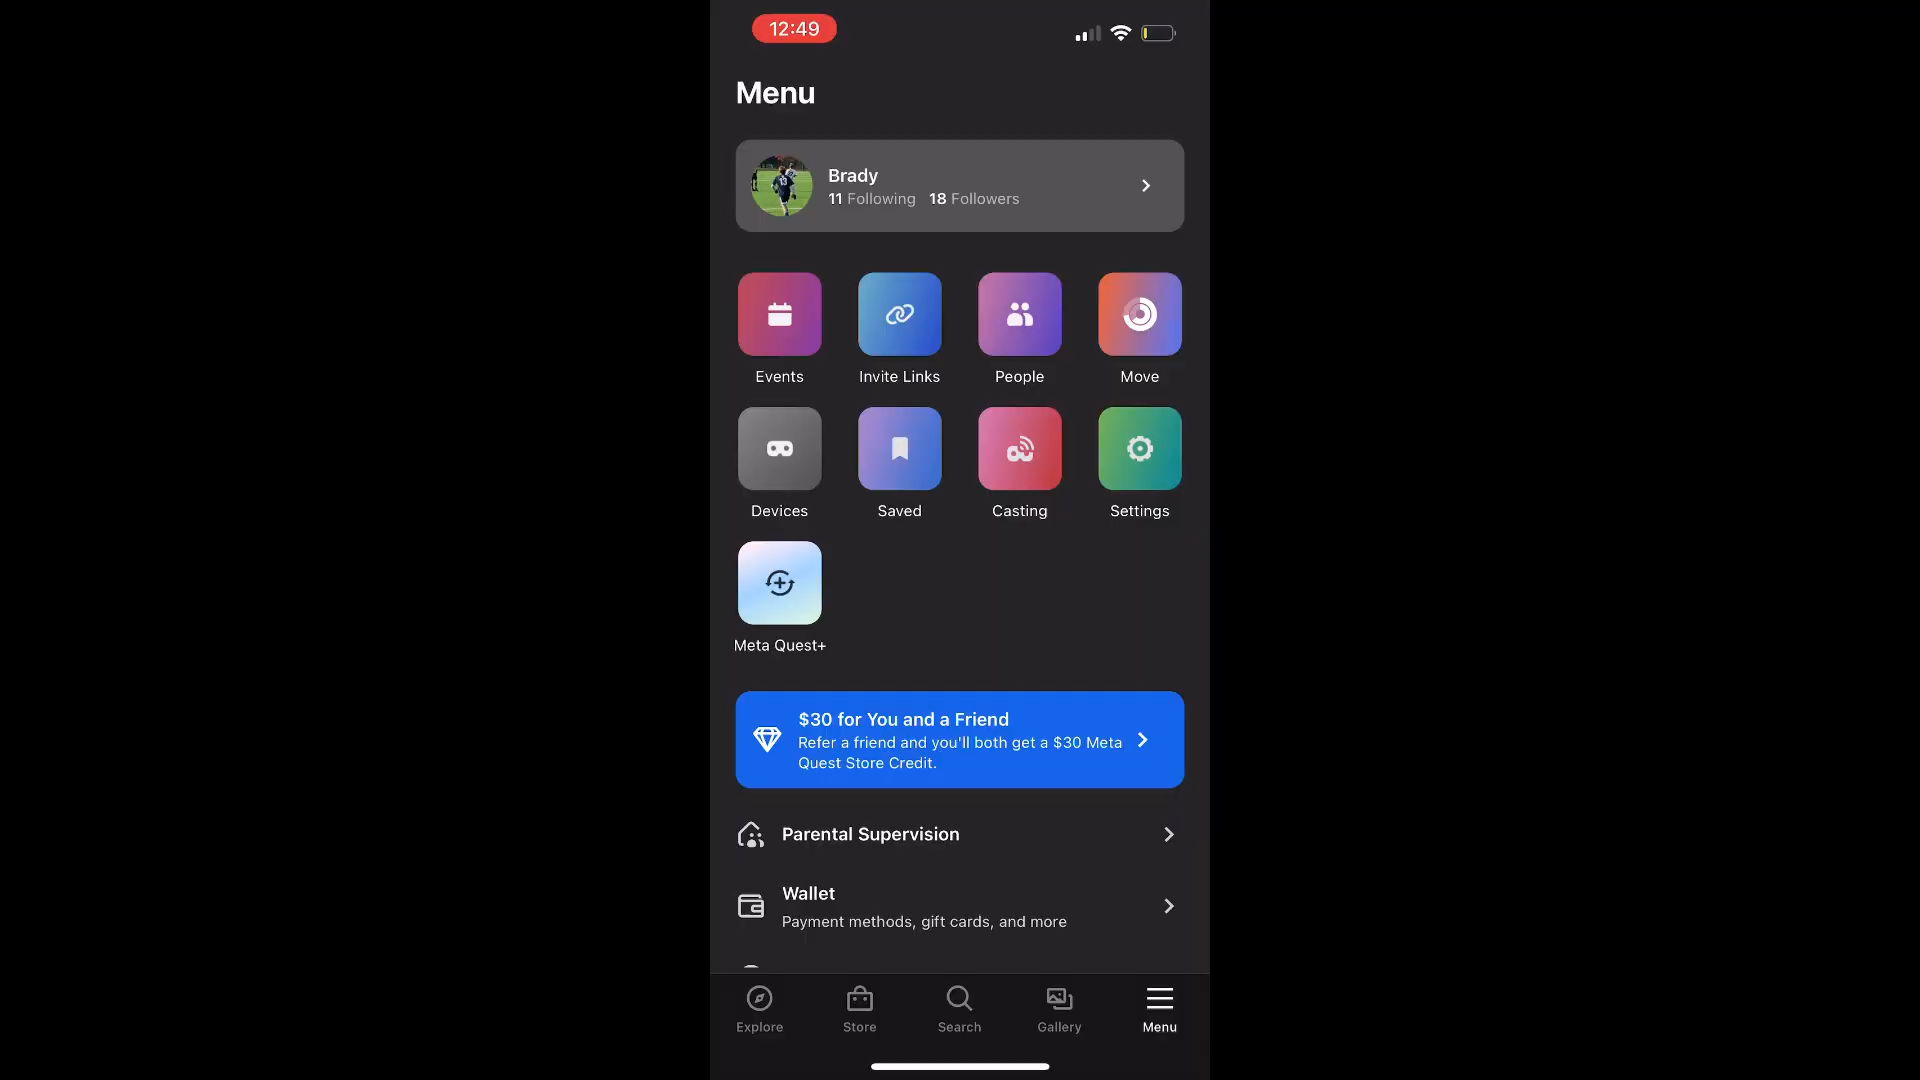 12:49
Menu
Brady
11 Following 18 Followers
Events Invite Links People Move
Devices Saved Casting Settings
Meta Quest+
$30 for You and a Friend
Refer a friend and you'll both get a $30 Meta
Quest Store Credit.
Parental Supervision
Wallet
Payment methods, gift cards, and more
Explore Store Search Gallery Menu